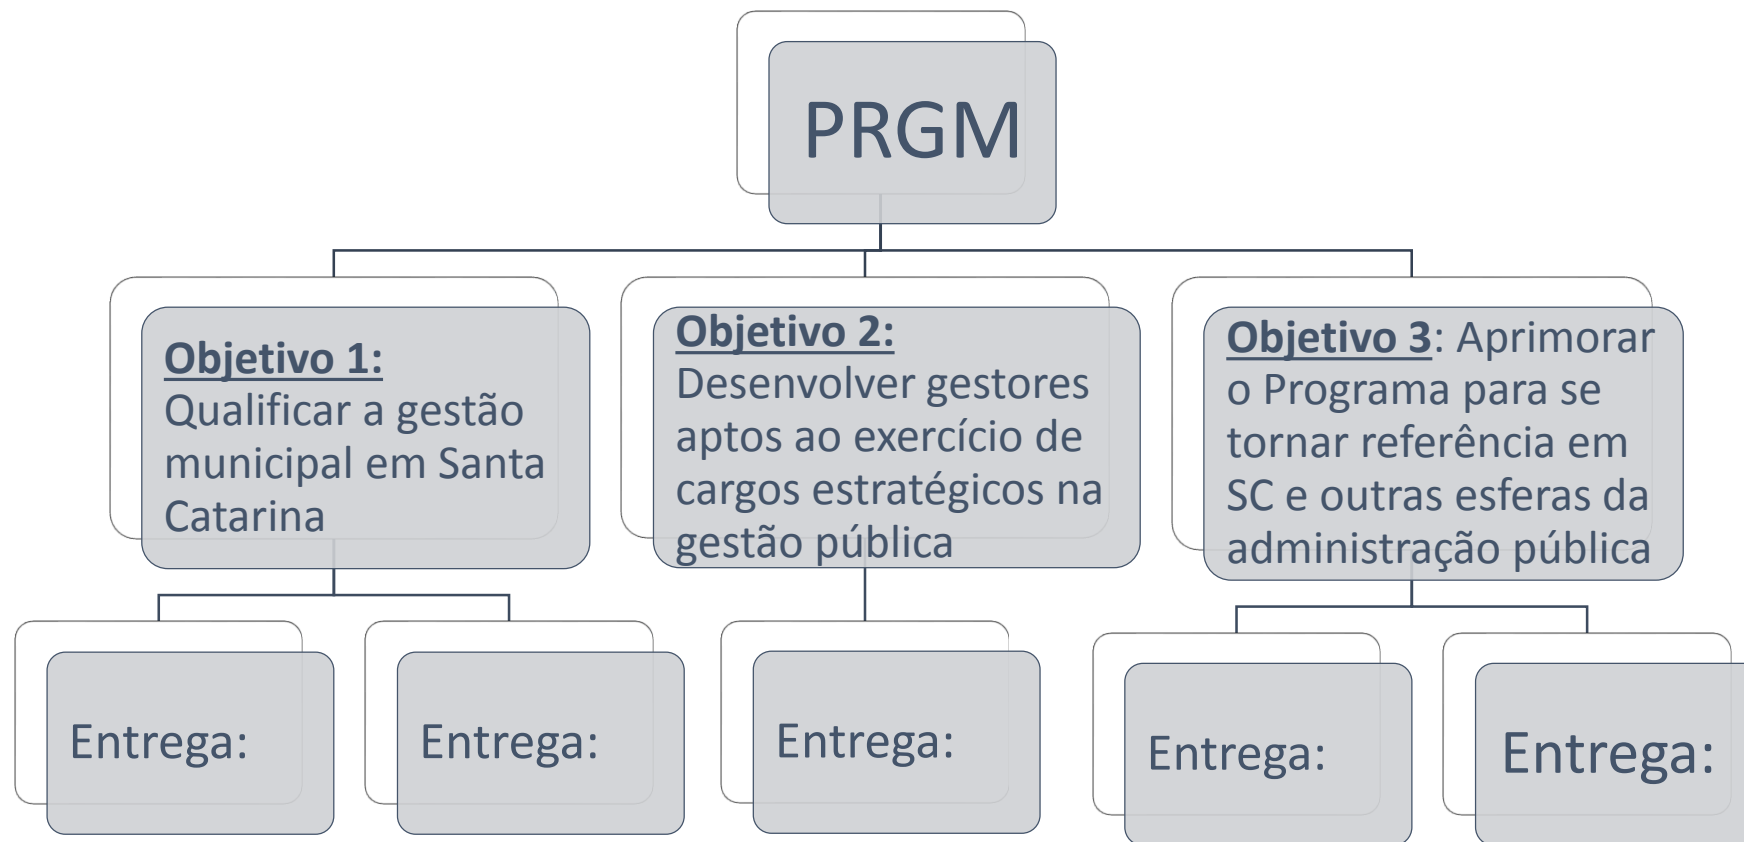 PRGM
Objetivo 1:
Qualificar a gestão
municipal em Santa
Catarina
Objetivo 2:
Desenvolver gestores
aptos ao exercício de
cargos estratégicos na
gestão pública
Objetivo 3: Aprimorar
o Programa para se
tornar referência em
SC e outras esferas da
administração pública
Entrega:
Entrega:
Entrega:
Entrega:
Entrega: